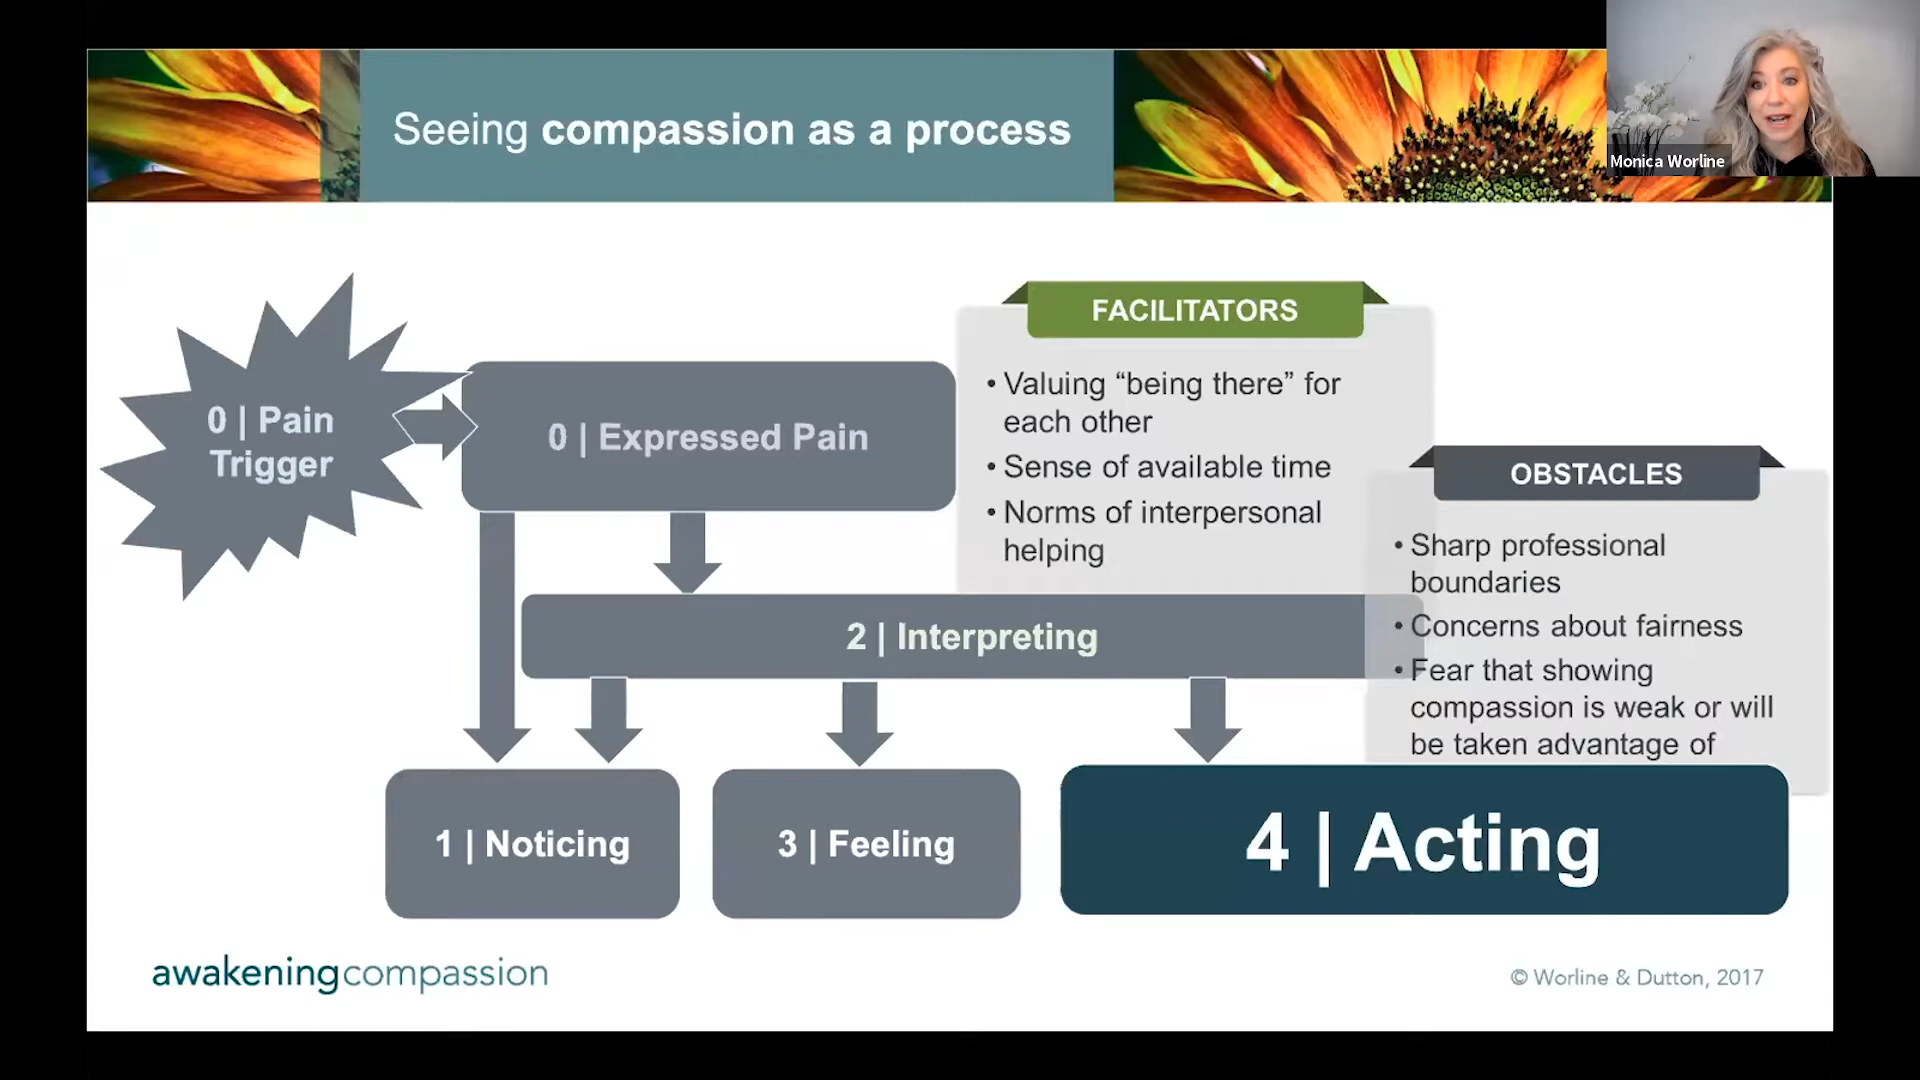 Seeing compassion as a process
Monica Worline
0 | Pain
Trigger
0 | Expressed Pain
FACILITATORS
• Valuing “being there” for
each other
• Sense of available time
• Norms of interpersonal
helping
OBSTACLES
• Sharp professional
boundaries
• Concerns about fairness
• Fear that showing
compassion is weak or will
be taken advantage of
2 | Interpreting
1 | Noticing
3 | Feeling
4 | Acting
awakeningcompassion
© Worline & Dutton, 2017